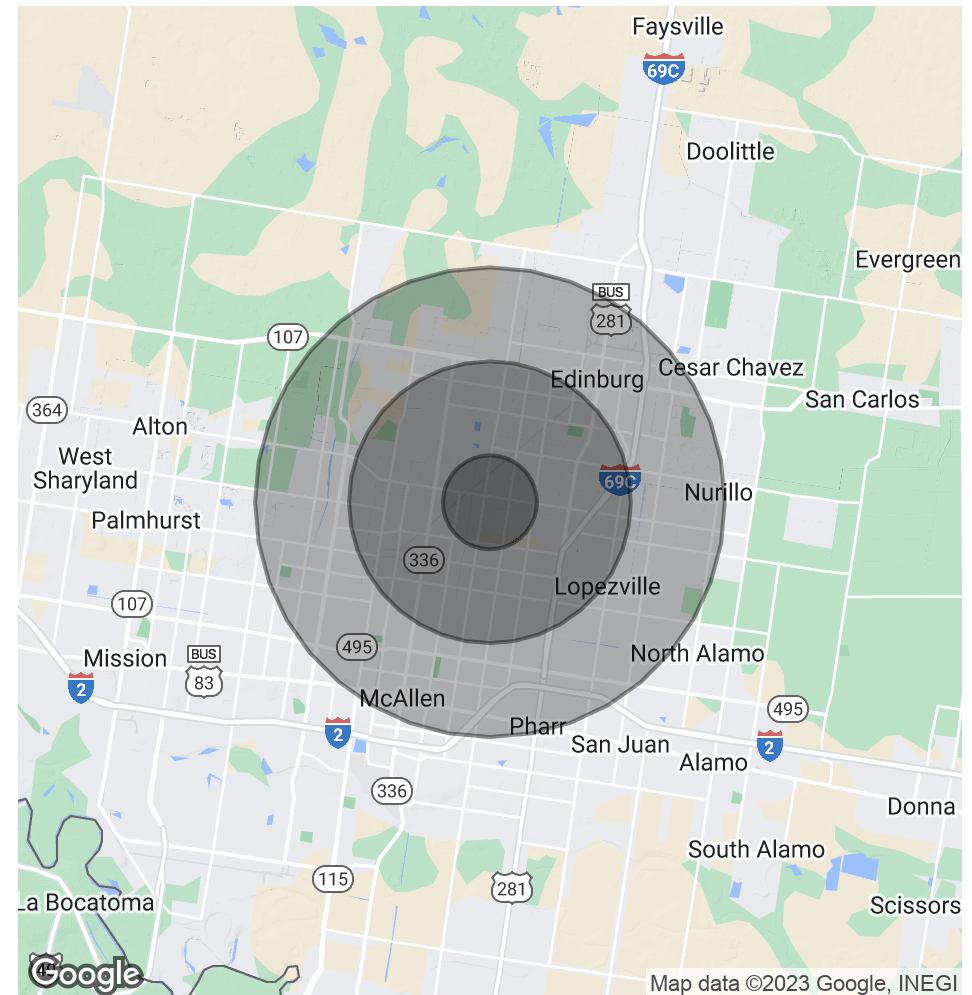 Faysville
69C
Doolittle
Evergreen
BUS
281
107
Cesar Chavez
Edinburg
San Carlos
364
Alton
West
Sharyland
69C
Nurillo
Palmhurst
336
Lopezville
107
495
North Alamo
BUS
Mission
83
2
McAllen
495
Pharr
2
San Juan
2
Alamo
336
Donna
South Alamo
115
281
La Bocatoma
Scissors
Google
Map data ©2023 Google, INEGI